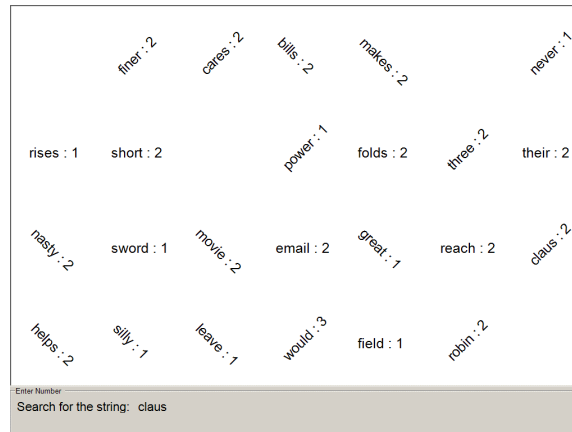 finer : 2 cares : 2 bills : 2 makes : 2 never : 1
rises : 1 short : 2 power : 1 folds : 2 three : 2 their : 2
nasty : 2 sword : 1 movie : 2 email : 2 great : 1 reach : 2 claus : 2
helps : 2 silly : 1 leave : 1 would : 3 field : 1 robin : 2
Enter Number
Search for the string: claus